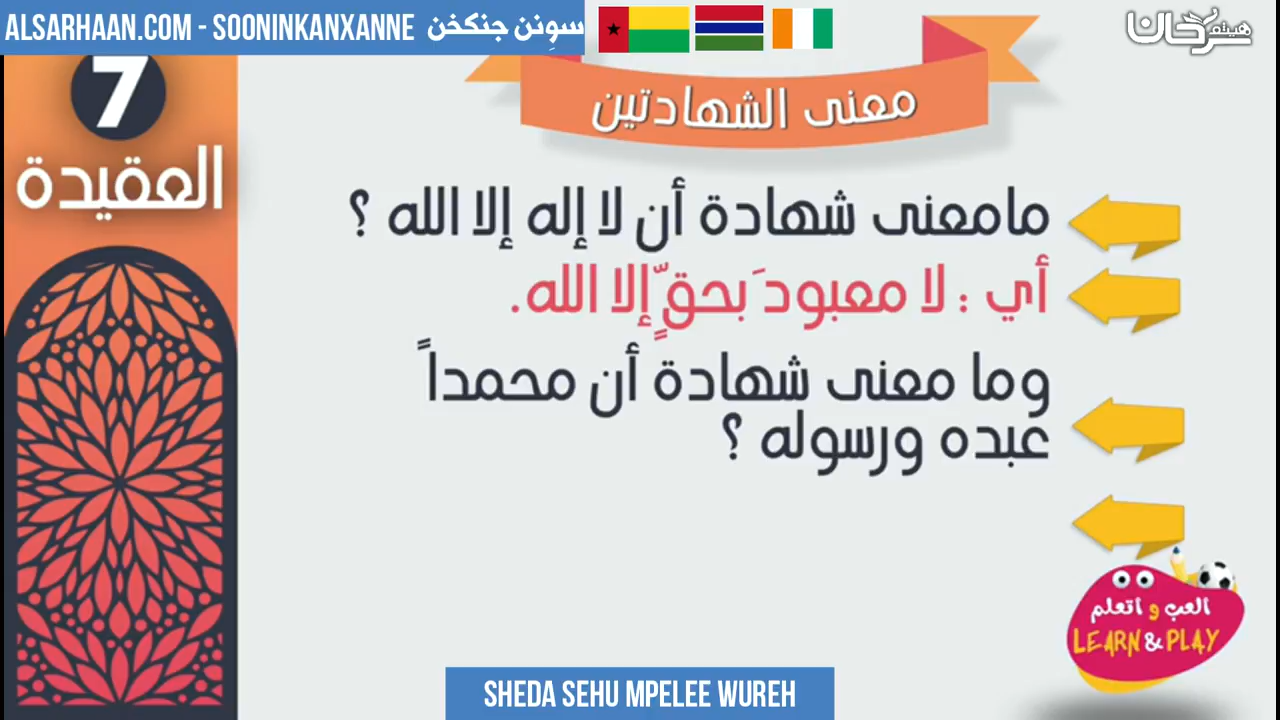 ALSARHAAN.COM - SOONINKANXANNE سوِنن جنكخن
هيثم سرحان
7
العقيدة
معنى الشهادتين
مامعنى شهادة أن لا إله إلا الله ؟
أي : لا معبودَ بحقٍّ إلا الله.
وما معنى شهادة أن محمداً
عبده ورسوله ؟
العب و اتعلم
LEARN & PLAY
SHEDA SEHU MPELEE WUREH